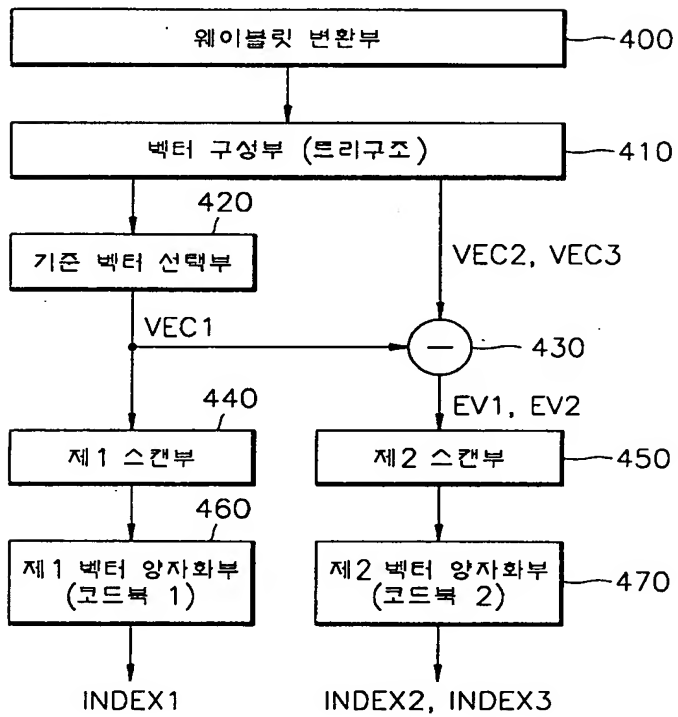 웨이블릿 변환부
400
벡터 구성부 (트리구조)
410
420
기준 벡터 선택부
VEC2, VEC3
VEC1
430
440
EV1, EV2
제1 스캔부
제2 스캔부
450
460
제1 벡터 양자화부
(코드북 1)
제2 벡터 양자화부
(코드북 2)
470
INDEX1
INDEX2, INDEX3